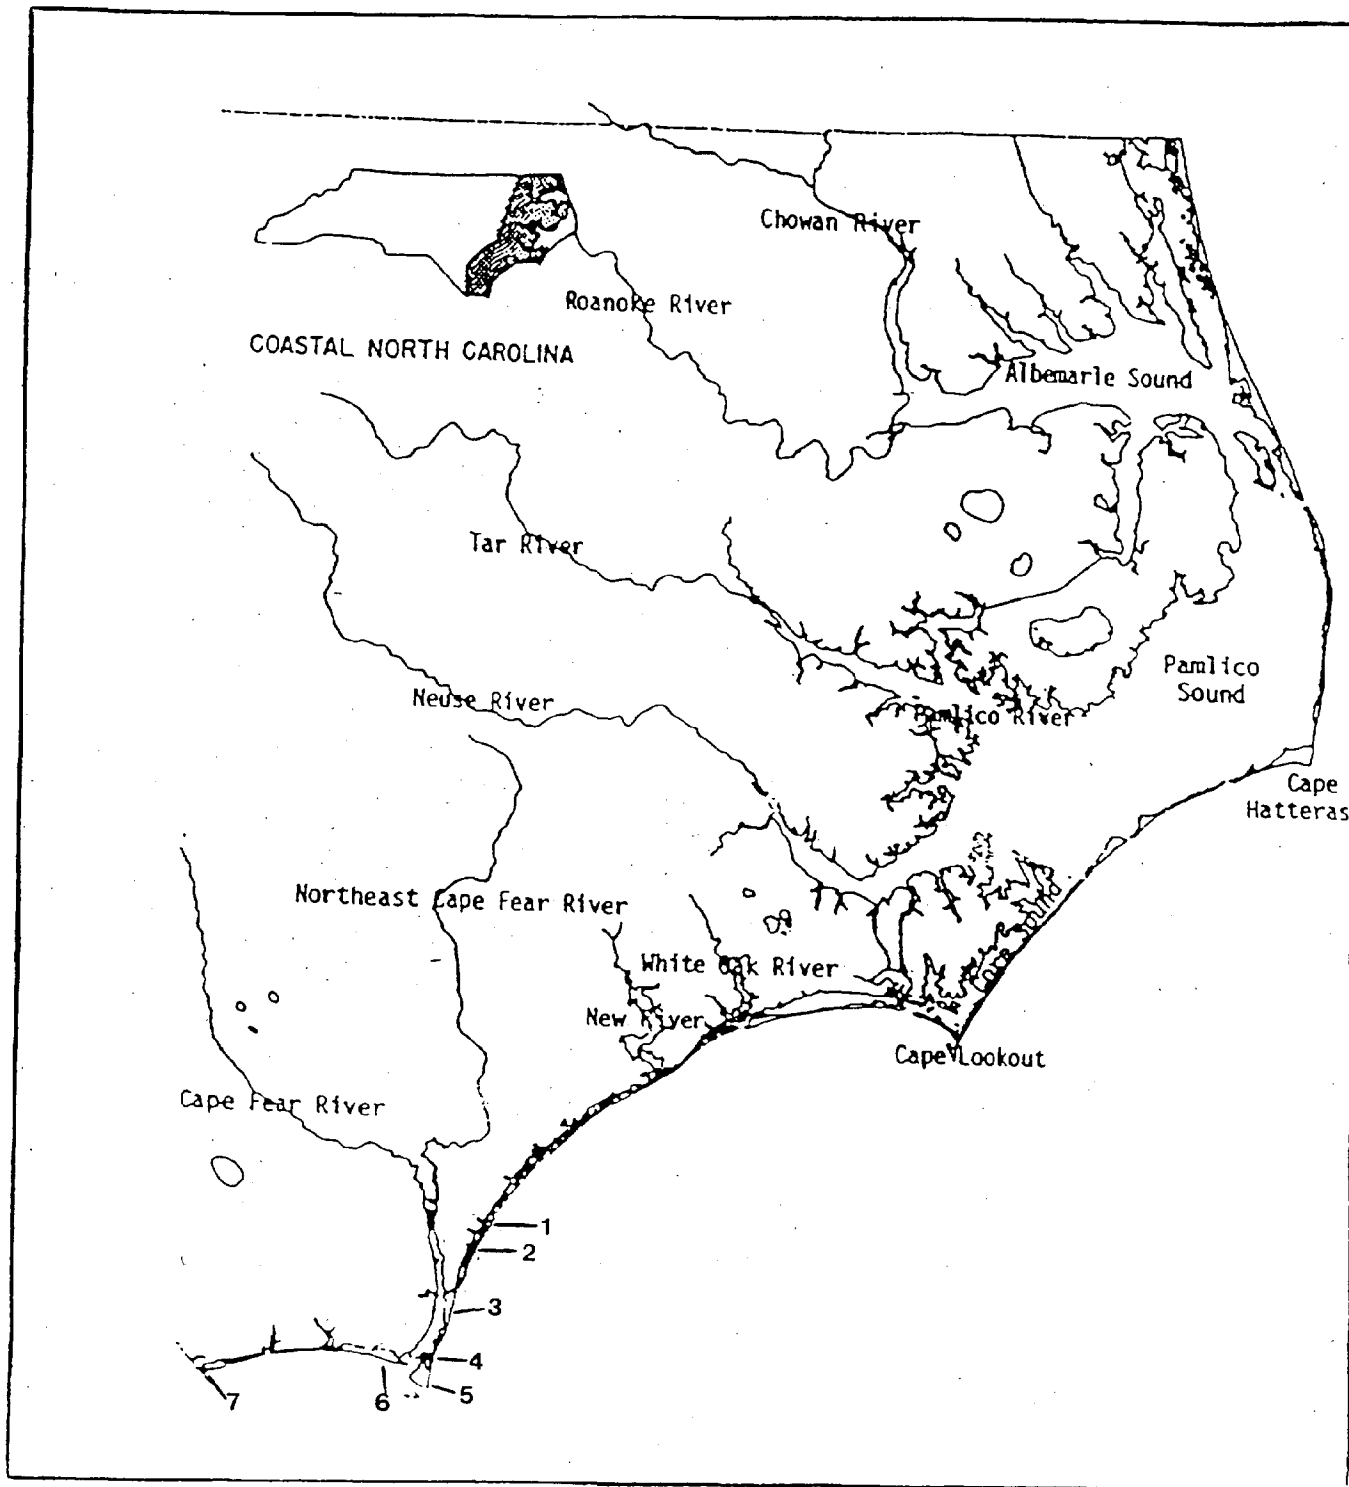 Chowan River
Roanoke River
COASTAL NORTH CAROLINA
Albemarle Sound
Tar River
Pamlico
Sound
Neuse River
Pamlico River
Cape
Hatteras
Northeast Cape Fear River
Core Sound
White Oak River
New River
Cape Lookout
Cape Fear River
1
2
3
4
5
6
7